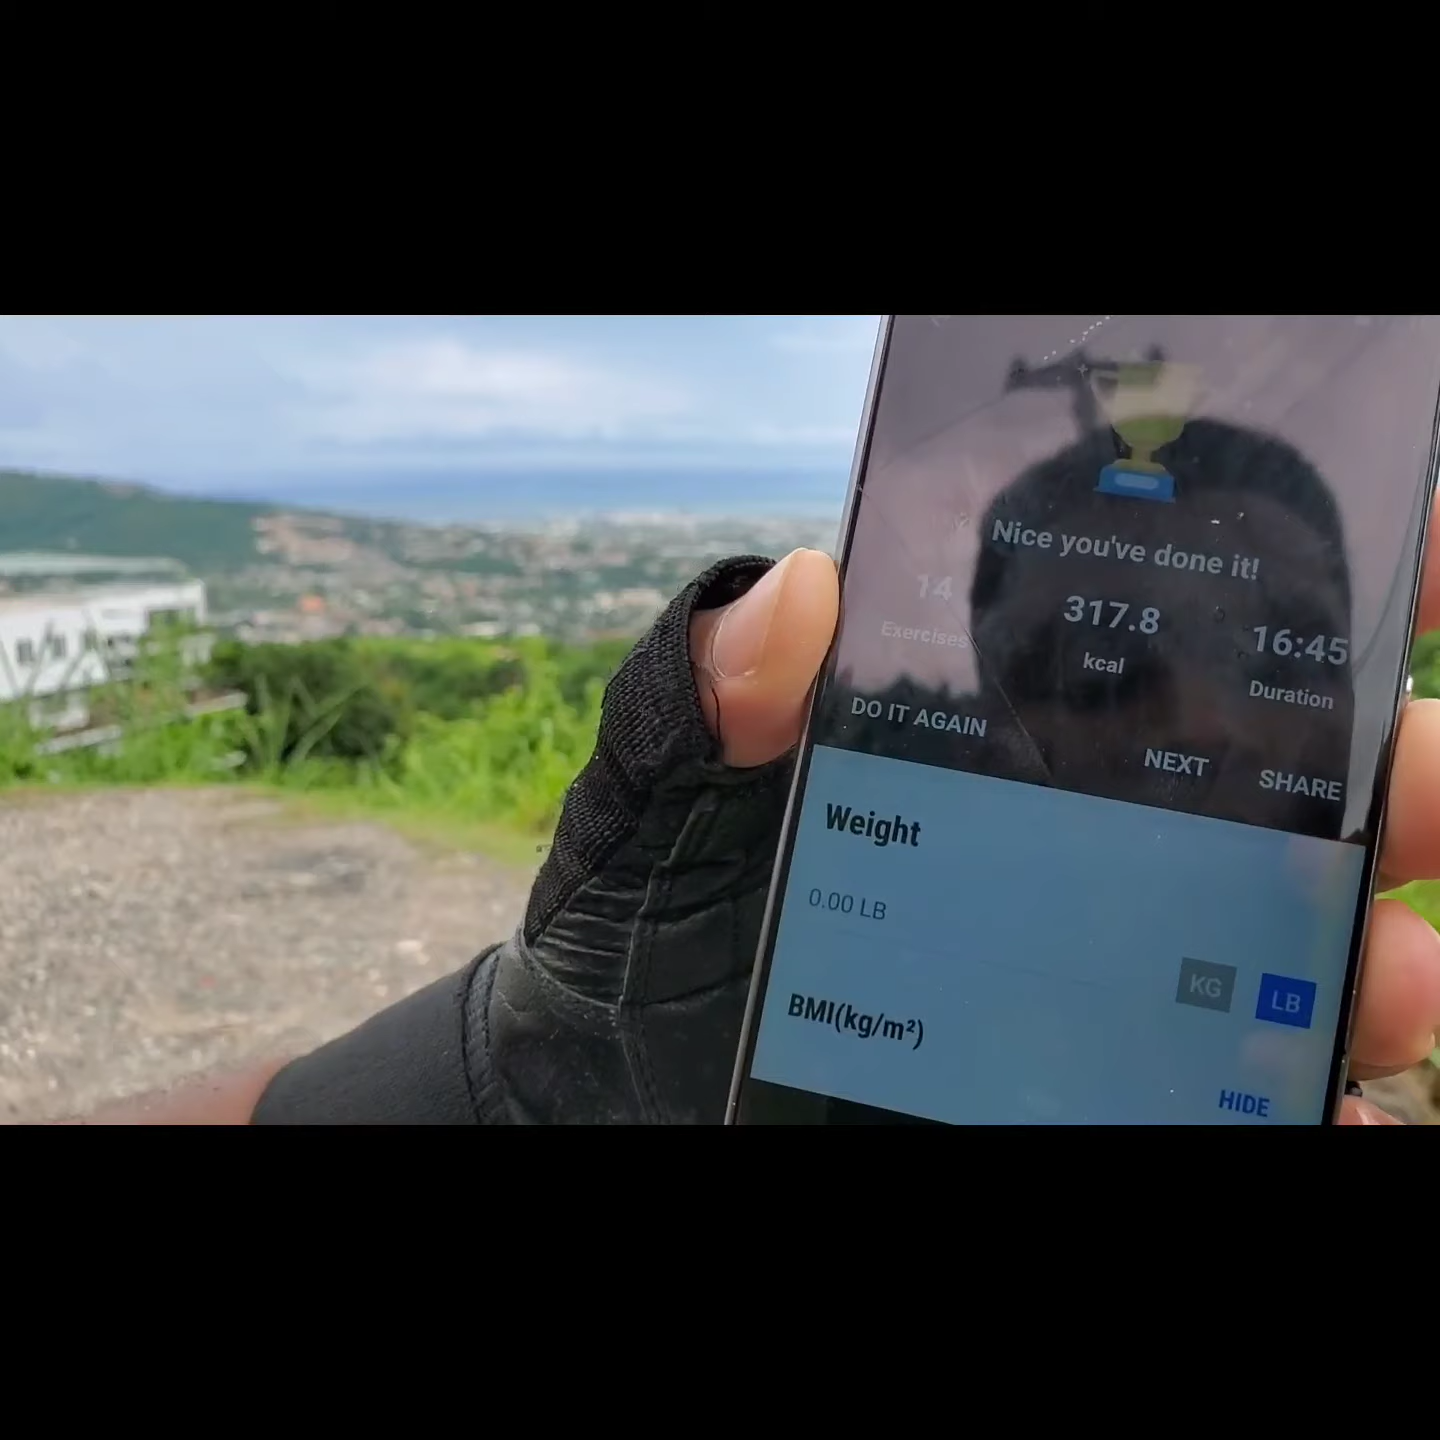 Nice you've done it!
14
Exercises
317.8
kcal
16:45
Duration
DO IT AGAIN
NEXT
SHARE
Weight
0.00 LB
KG
LB
BMI(kg/m²)
HIDE